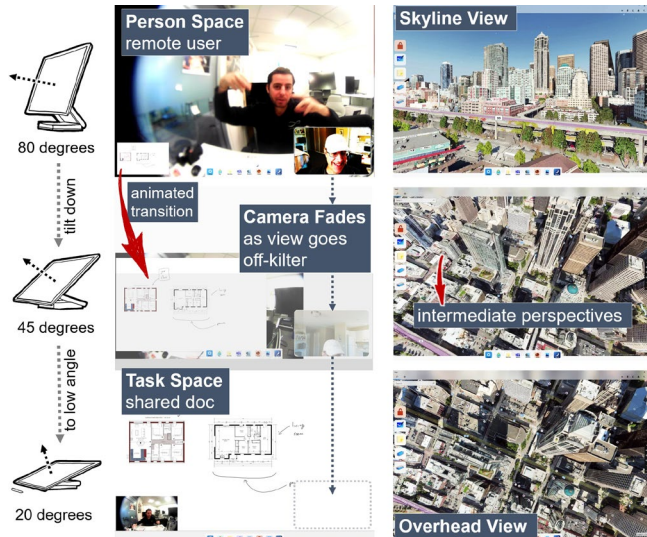 80 degrees
tilt down
45 degrees
to low angle
20 degrees
Person Space
remote user
animated
transition
Camera Fades
as view goes
off-kilter
Task Space
shared doc
Skyline View
intermediate perspectives
Overhead View